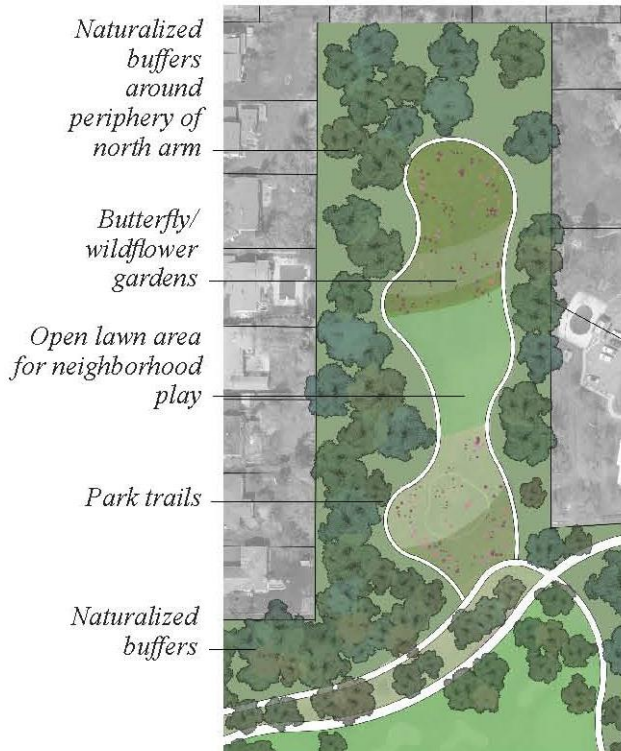 Naturalized
buffers
around
periphery of
north arm
Butterfly/
wildflower
gardens
Open lawn area
for neighborhood
play
Park trails
Naturalized
buffers